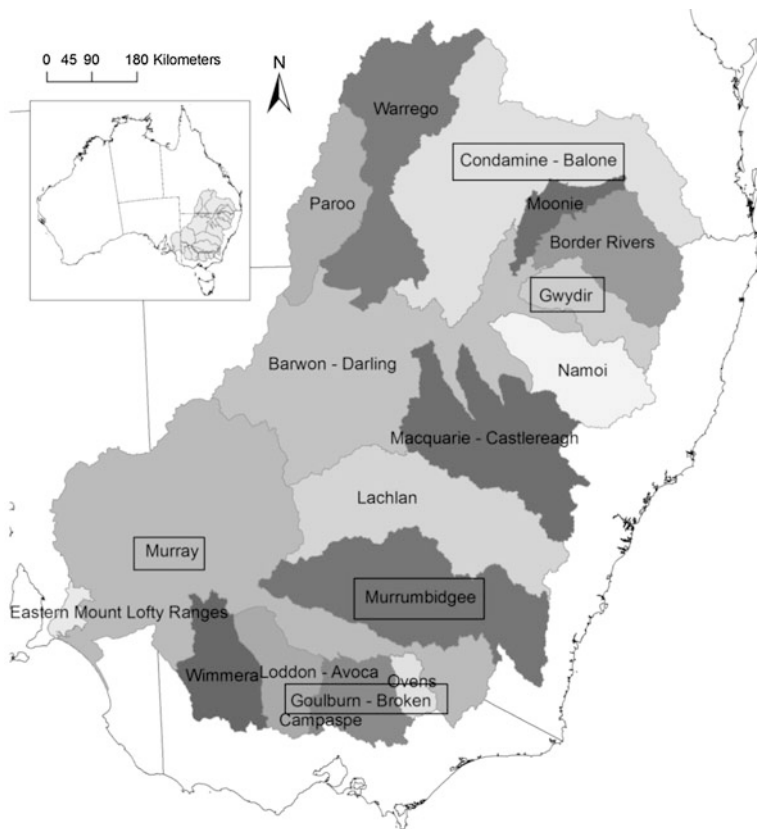 0 45 90 180 Kilometers
N
Warrego
Condamine - Balone
Paroo
Moonie
Border Rivers
Gwydir
Barwon - Darling
Namoi
Macquarie - Castlereagh
Lachlan
Murray
Murrumbidgee
Eastern Mount Lofty Ranges
Wimmera
Loddon - Avoca
Ovens
Goulburn - Broken
Campaspe